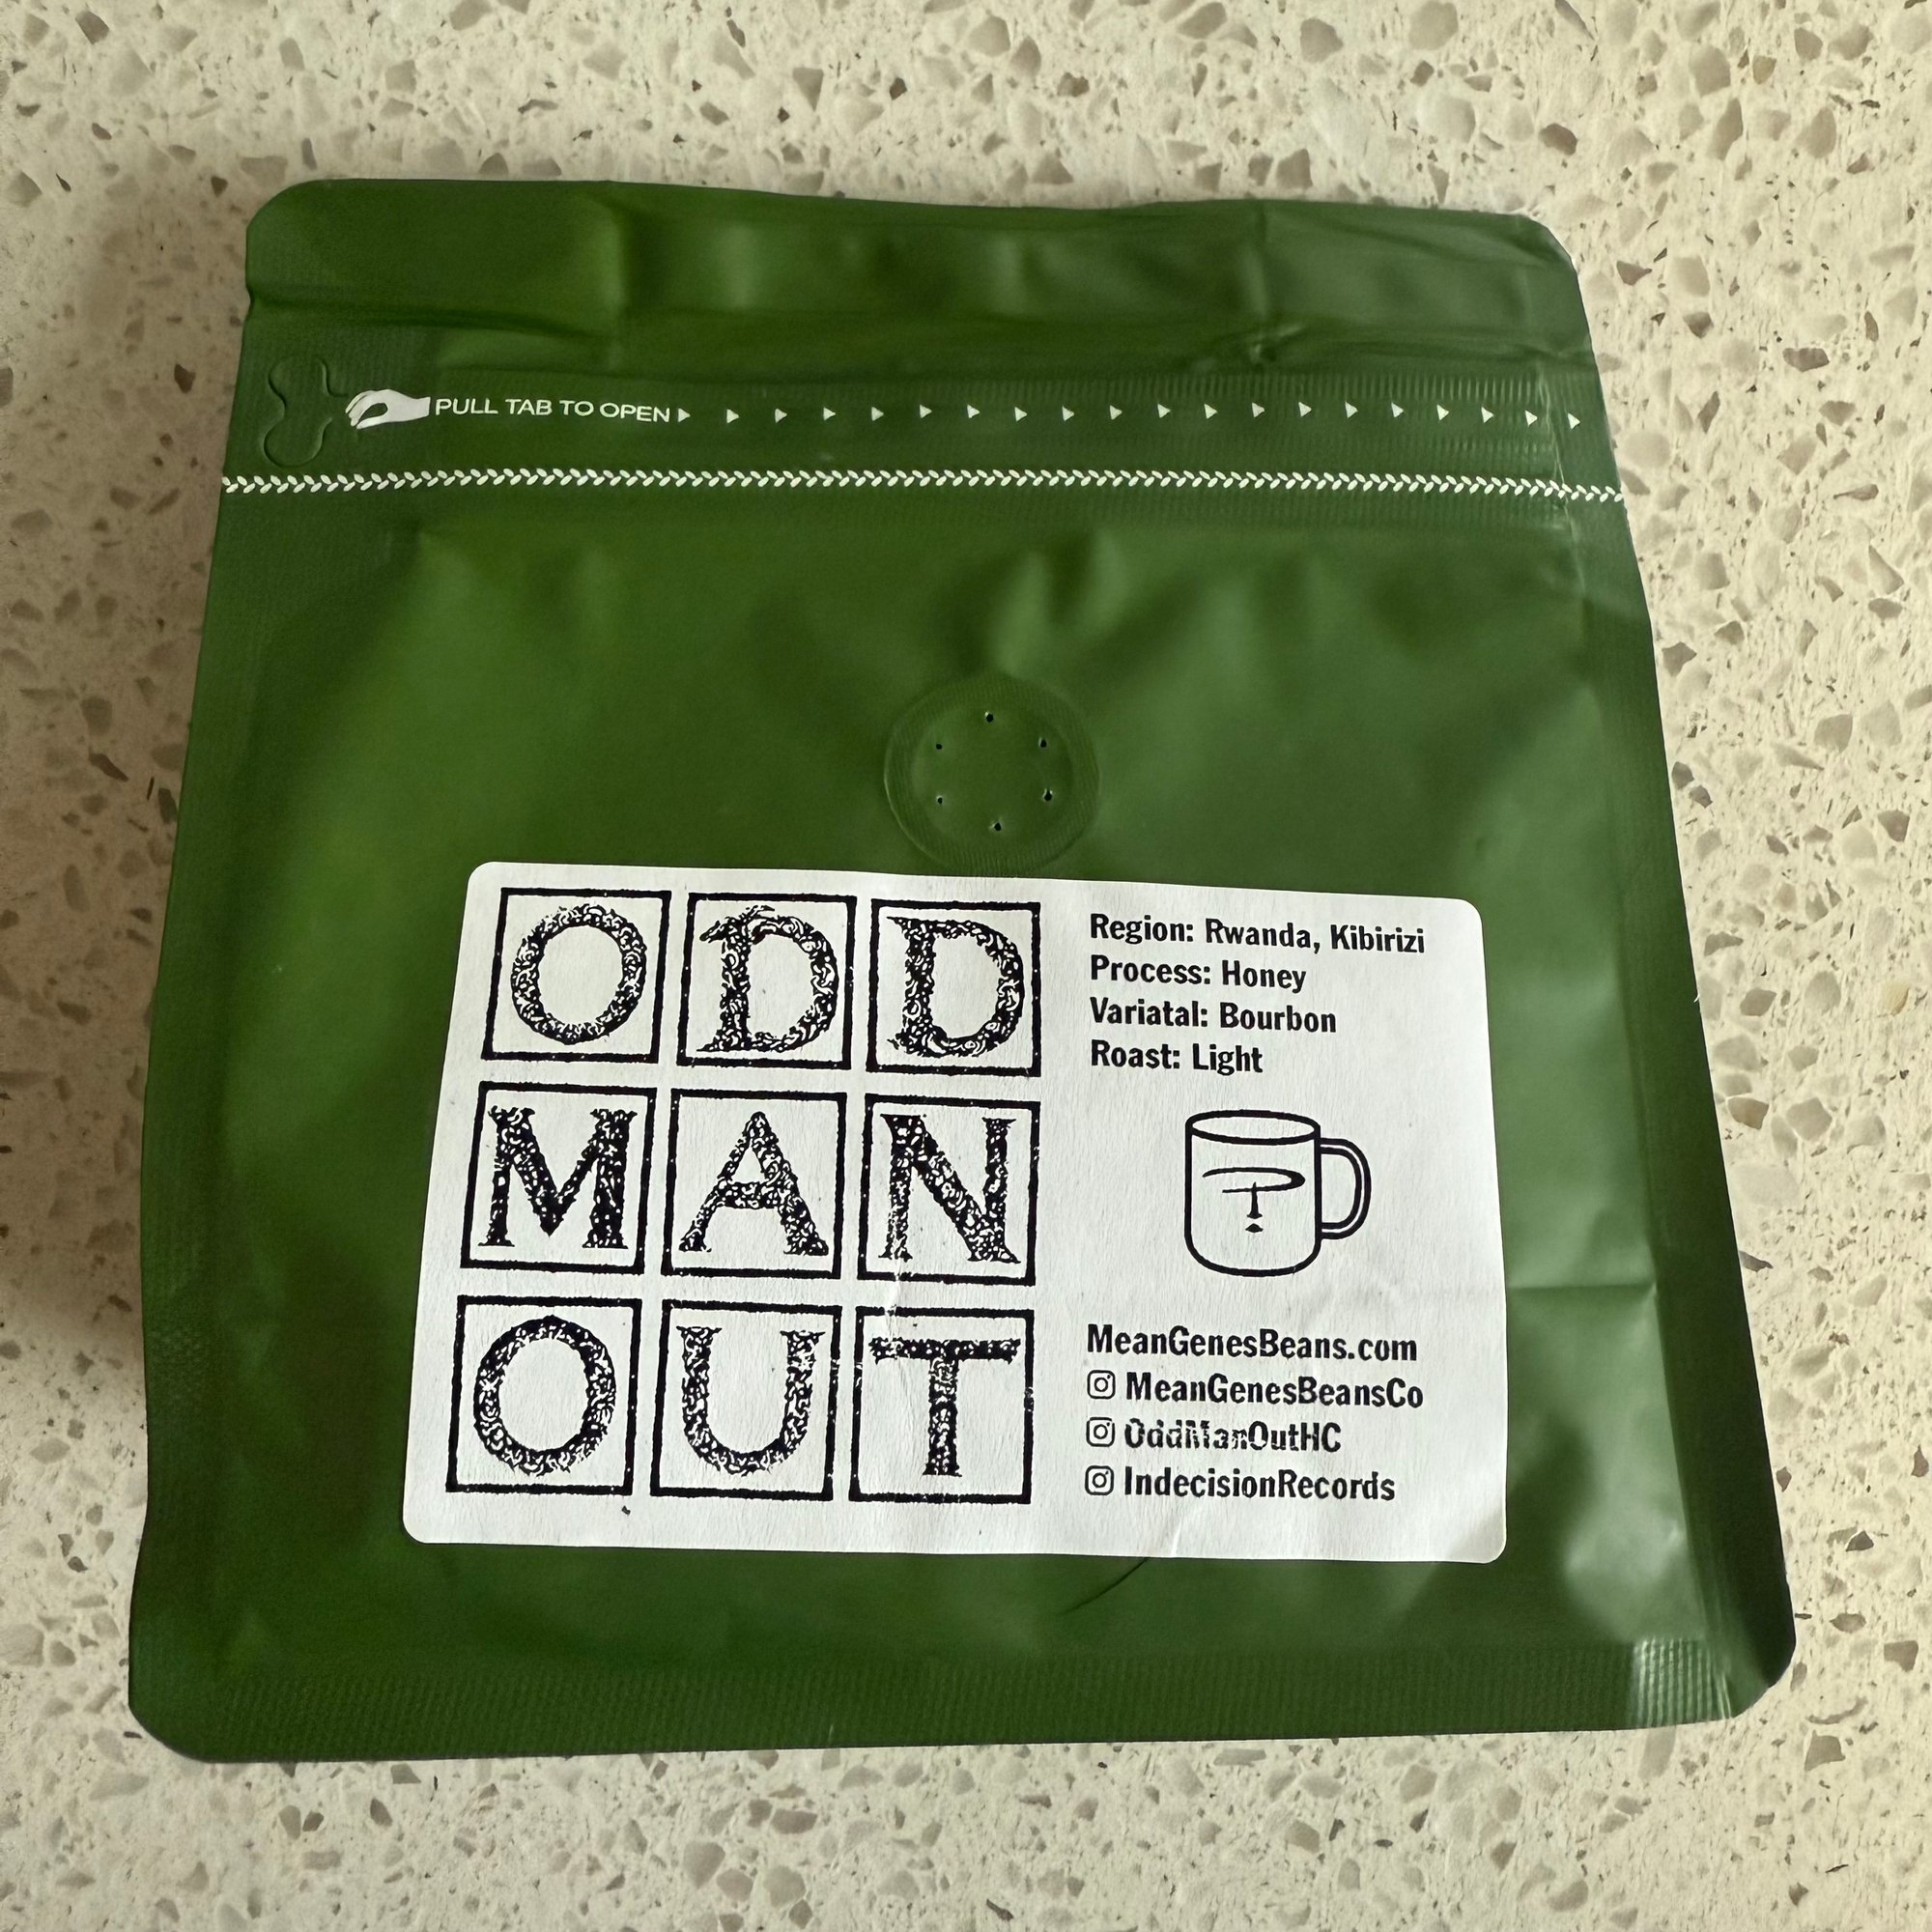 PULL TAB TO OPEN
ODD
MAN
OUT
Region: Rwanda, Kibirizi
Process: Honey
Variatal: Bourbon
Roast: Light
MeanGenesBeans.com
MeanGenesBeansCo
OddManOutHC
IndecisionRecords